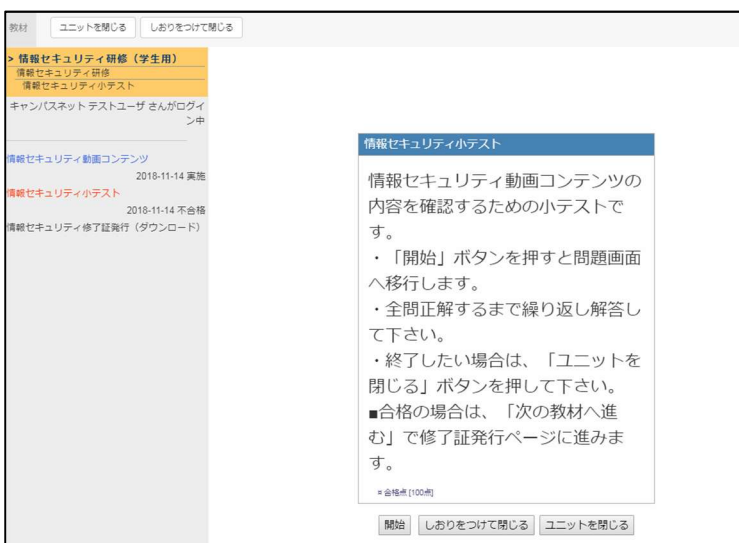 教材 ユニットを閉じる しおりをつけて閉じる
> 情報セキュリティ研修（学生用）
情報セキュリティ研修
情報セキュリティ小テスト
キャンパスネット テストユーザ さんがログイ
ン中
情報セキュリティ動画コンテンツ
2018-11-14 実施
情報セキュリティ小テスト
2018-11-14 不合格
情報セキュリティ修了証発行（ダウンロード）
情報セキュリティ小テスト
情報セキュリティ動画コンテンツの
内容を確認するための小テストで
す。
・「開始」ボタンを押すと問題画面
へ移行します。
・全問正解するまで繰り返し解答し
て下さい。
・終了したい場合は、「ユニットを
閉じる」ボタンを押して下さい。
■合格の場合は、「次の教材へ進
む」で修了証発行ページに進みま
す。
¤ 合格点 [100点]
開始 しおりをつけて閉じる ユニットを閉じる